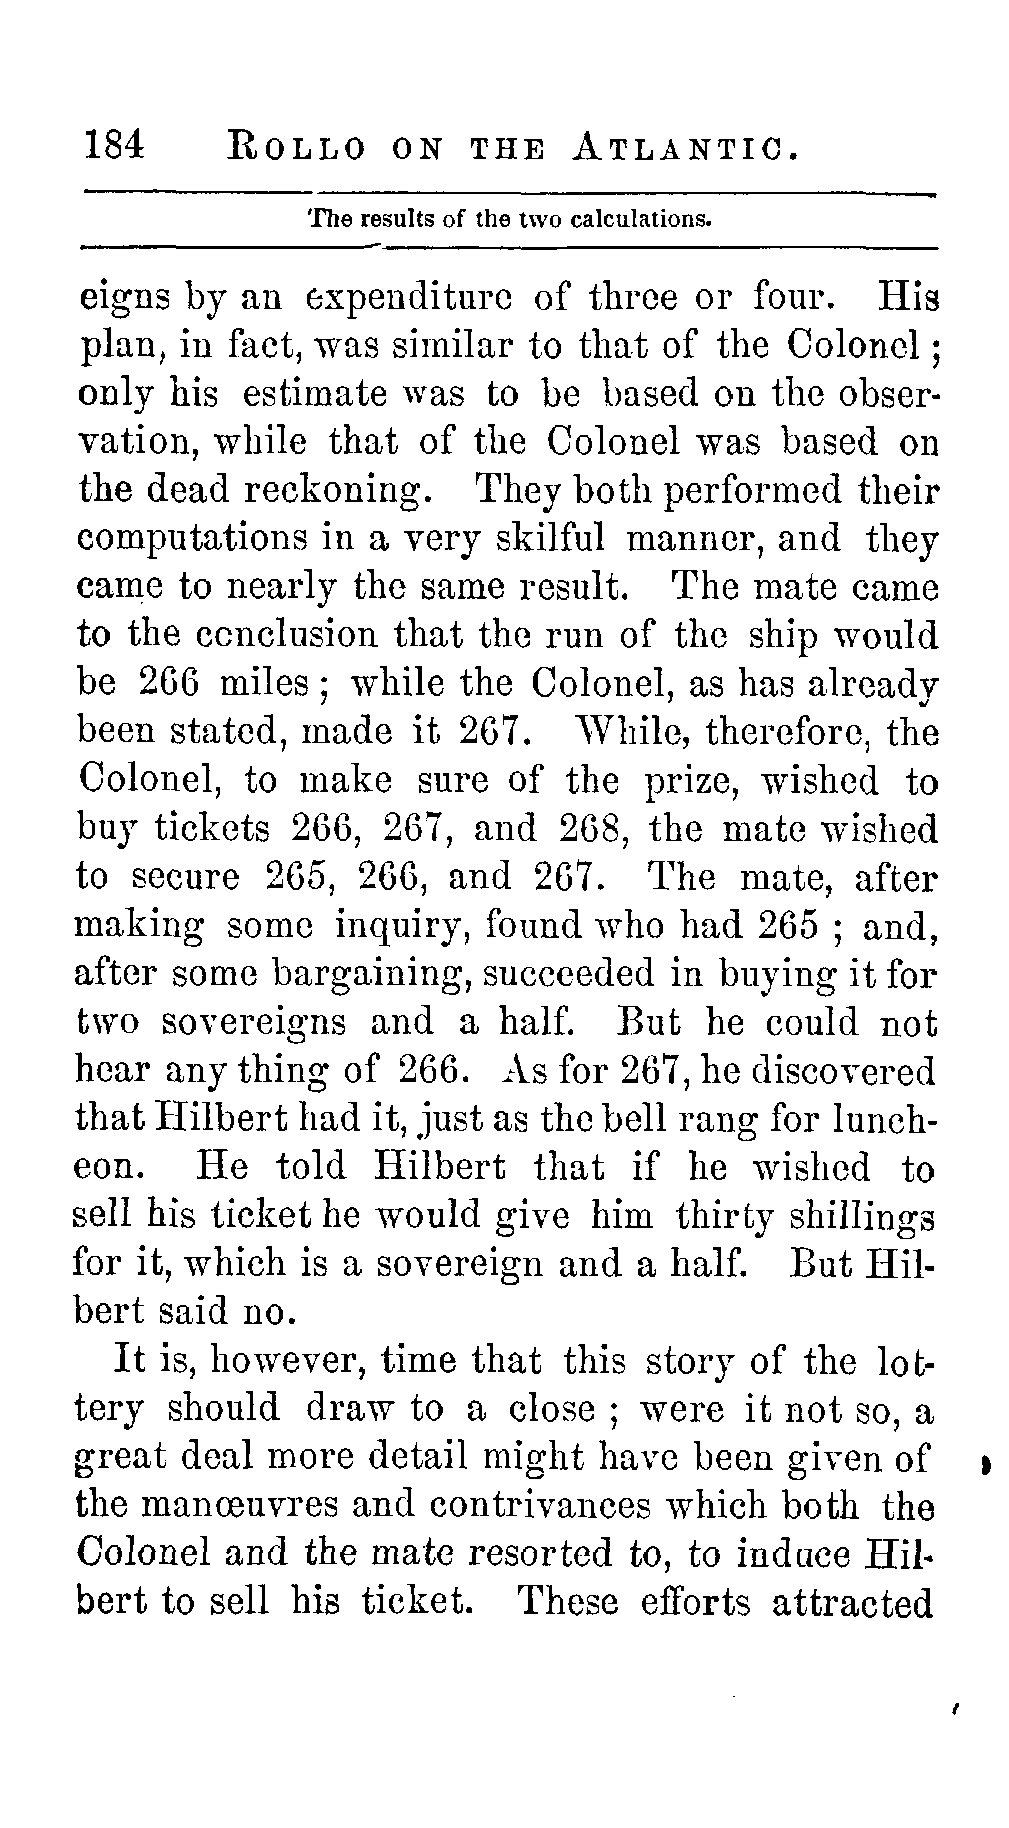 184 ROLLO ON THE ATLANTIC.
The results of the two calculations.
eigns by an expenditure of three or four. His
plan, in fact, was similar to that of the Colonel ;
only his estimate was to be based on the obser-
vation, while that of the Colonel was based on
the dead reckoning. They both performed their
computations in a very skilful manner, and they
came to nearly the same result. The mate came
to the conclusion that the run of the ship would
be 266 miles ; while the Colonel, as has already
been stated, made it 267. While, therefore, the
Colonel, to make sure of the prize, wished to
buy tickets 266, 267, and 268, the mate wished
to secure 265, 266, and 267. The mate, after
making some inquiry, found who had 265 ; and,
after some bargaining, succeeded in buying it for
two sovereigns and a half. But he could not
hear any thing of 266. As for 267, he discovered
that Hilbert had it, just as the bell rang for lunch-
eon. He told Hilbert that if he wished to
sell his ticket he would give him thirty shillings
for it, which is a sovereign and a half. But Hil-
bert said no.
It is, however, time that this story of the lot-
tery should draw to a close ; were it not so, a
great deal more detail might have been given of
the manœuvres and contrivances which both the
Colonel and the mate resorted to, to induce Hil-
bert to sell his ticket. These efforts attracted